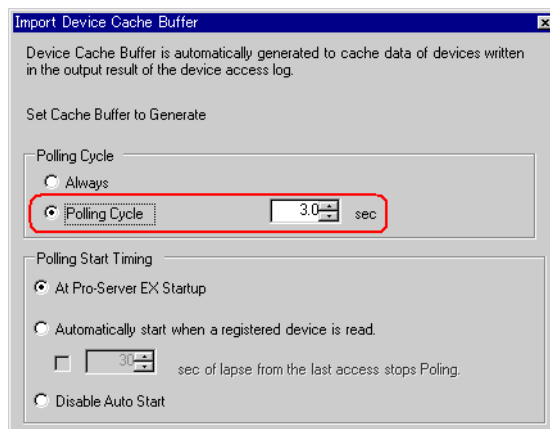 Import Device Cache Buffer
Device Cache Buffer is automatically generated to cache data of devices written
in the output result of the device access log.
Set Cache Buffer to Generate
Polling Cycle
Always
Polling Cycle 3.0 sec
Polling Start Timing
At Pro-Server EX Startup
Automatically start when a registered device is read.
30 sec of lapse from the last access stops Poling.
Disable Auto Start